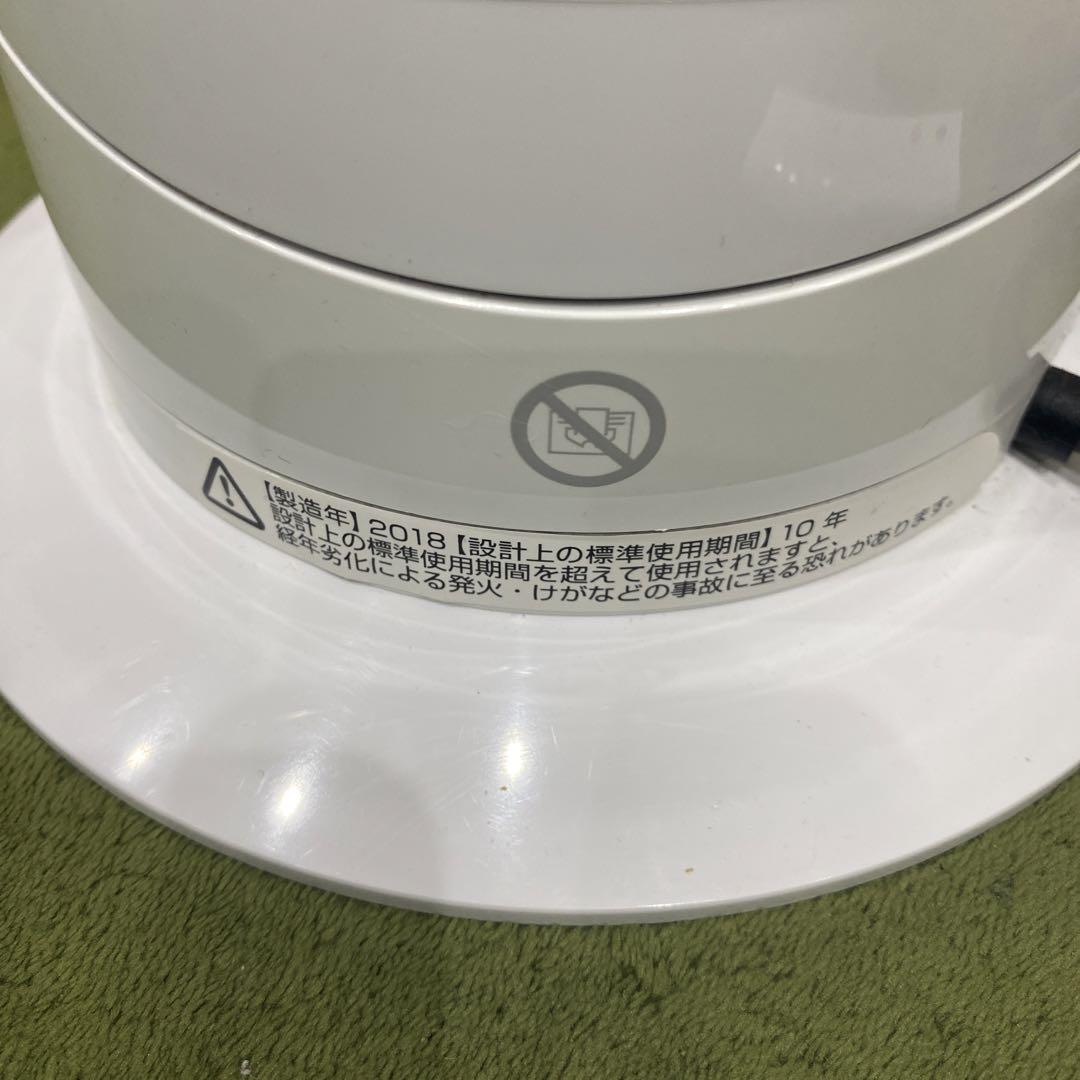 【製造年】2018【設計上の標準使用期間】10年
設計上の標準使用期間を超えて使用されますと、
経年劣化による発火・けがなどの事故に至る恐れがあります。